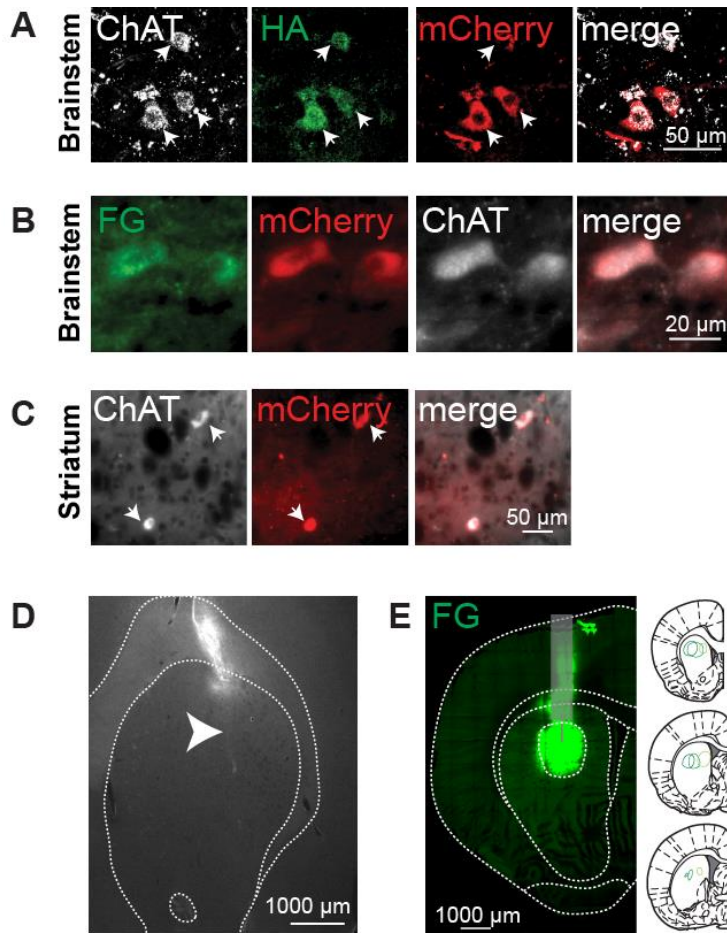 A
Brainstem
ChAT
HA
mCherry
merge
50 µm
B
Brainstem
FG
mCherry
ChAT
merge
20 µm
C
Striatum
ChAT
mCherry
merge
50 µm
D
1000 µm
E
FG
1000 µm